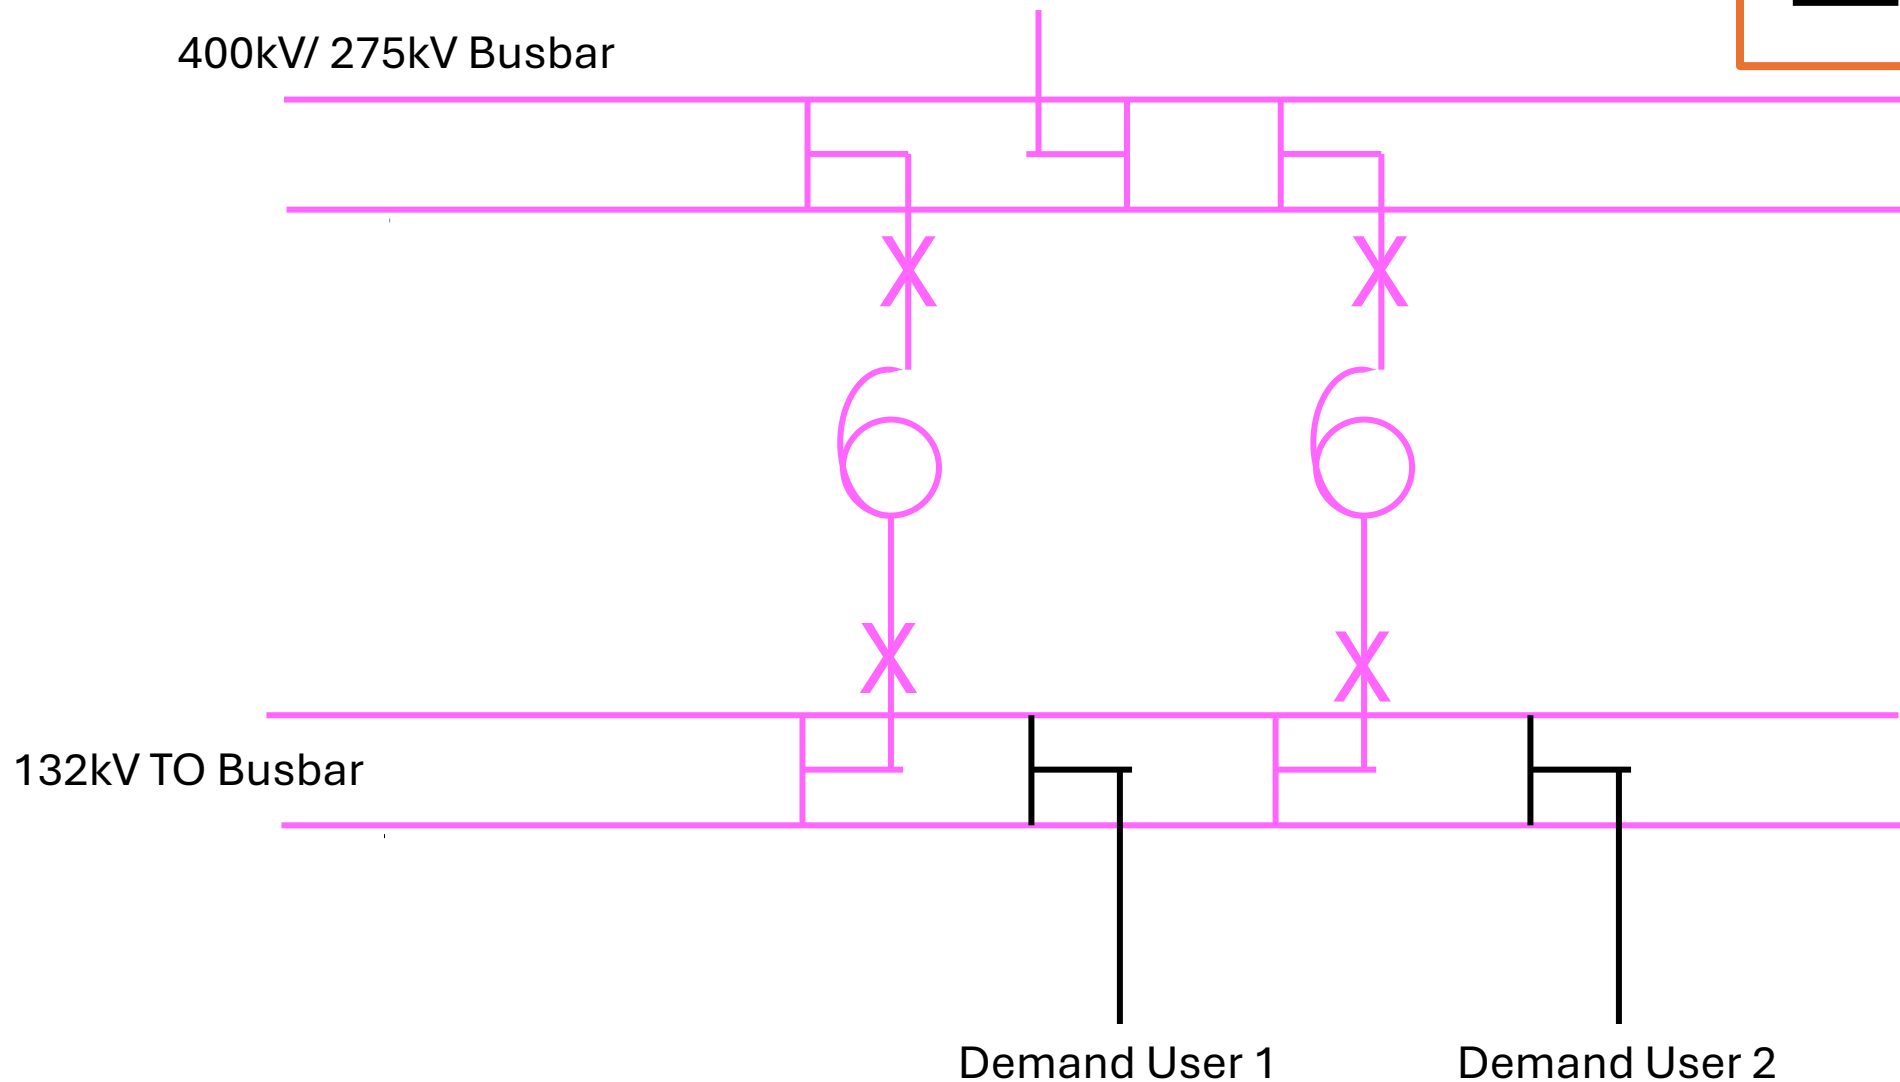 400kV/ 275kV Busbar
X X
X X
132kV TO Busbar
Demand User 1
Demand User 2